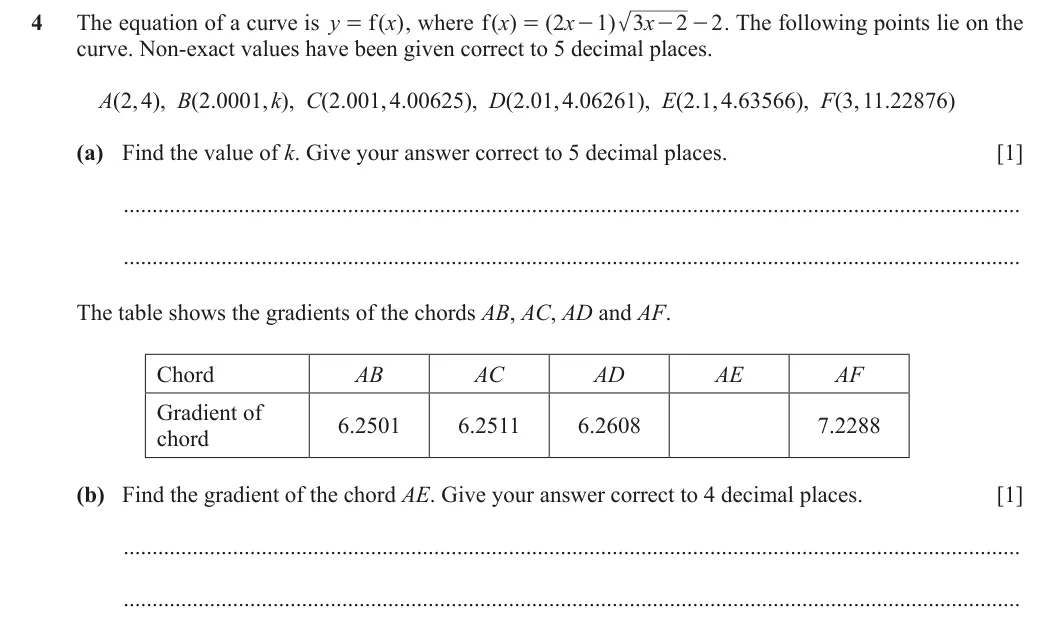 4 The equation of a curve is y = f(x), where f(x) = (2x − 1)√(3x − 2) − 2. The following points lie on the
curve. Non-exact values have been given correct to 5 decimal places.
A(2, 4), B(2.0001, k), C(2.001, 4.00625), D(2.01, 4.06261), E(2.1, 4.63566), F(3, 11.22876)
(a) Find the value of k. Give your answer correct to 5 decimal places. [1]
The table shows the gradients of the chords AB, AC, AD and AF.
Chord AB AC AD AE AF
Gradient of
chord 6.2501 6.2511 6.2608 7.2288
(b) Find the gradient of the chord AE. Give your answer correct to 4 decimal places. [1]